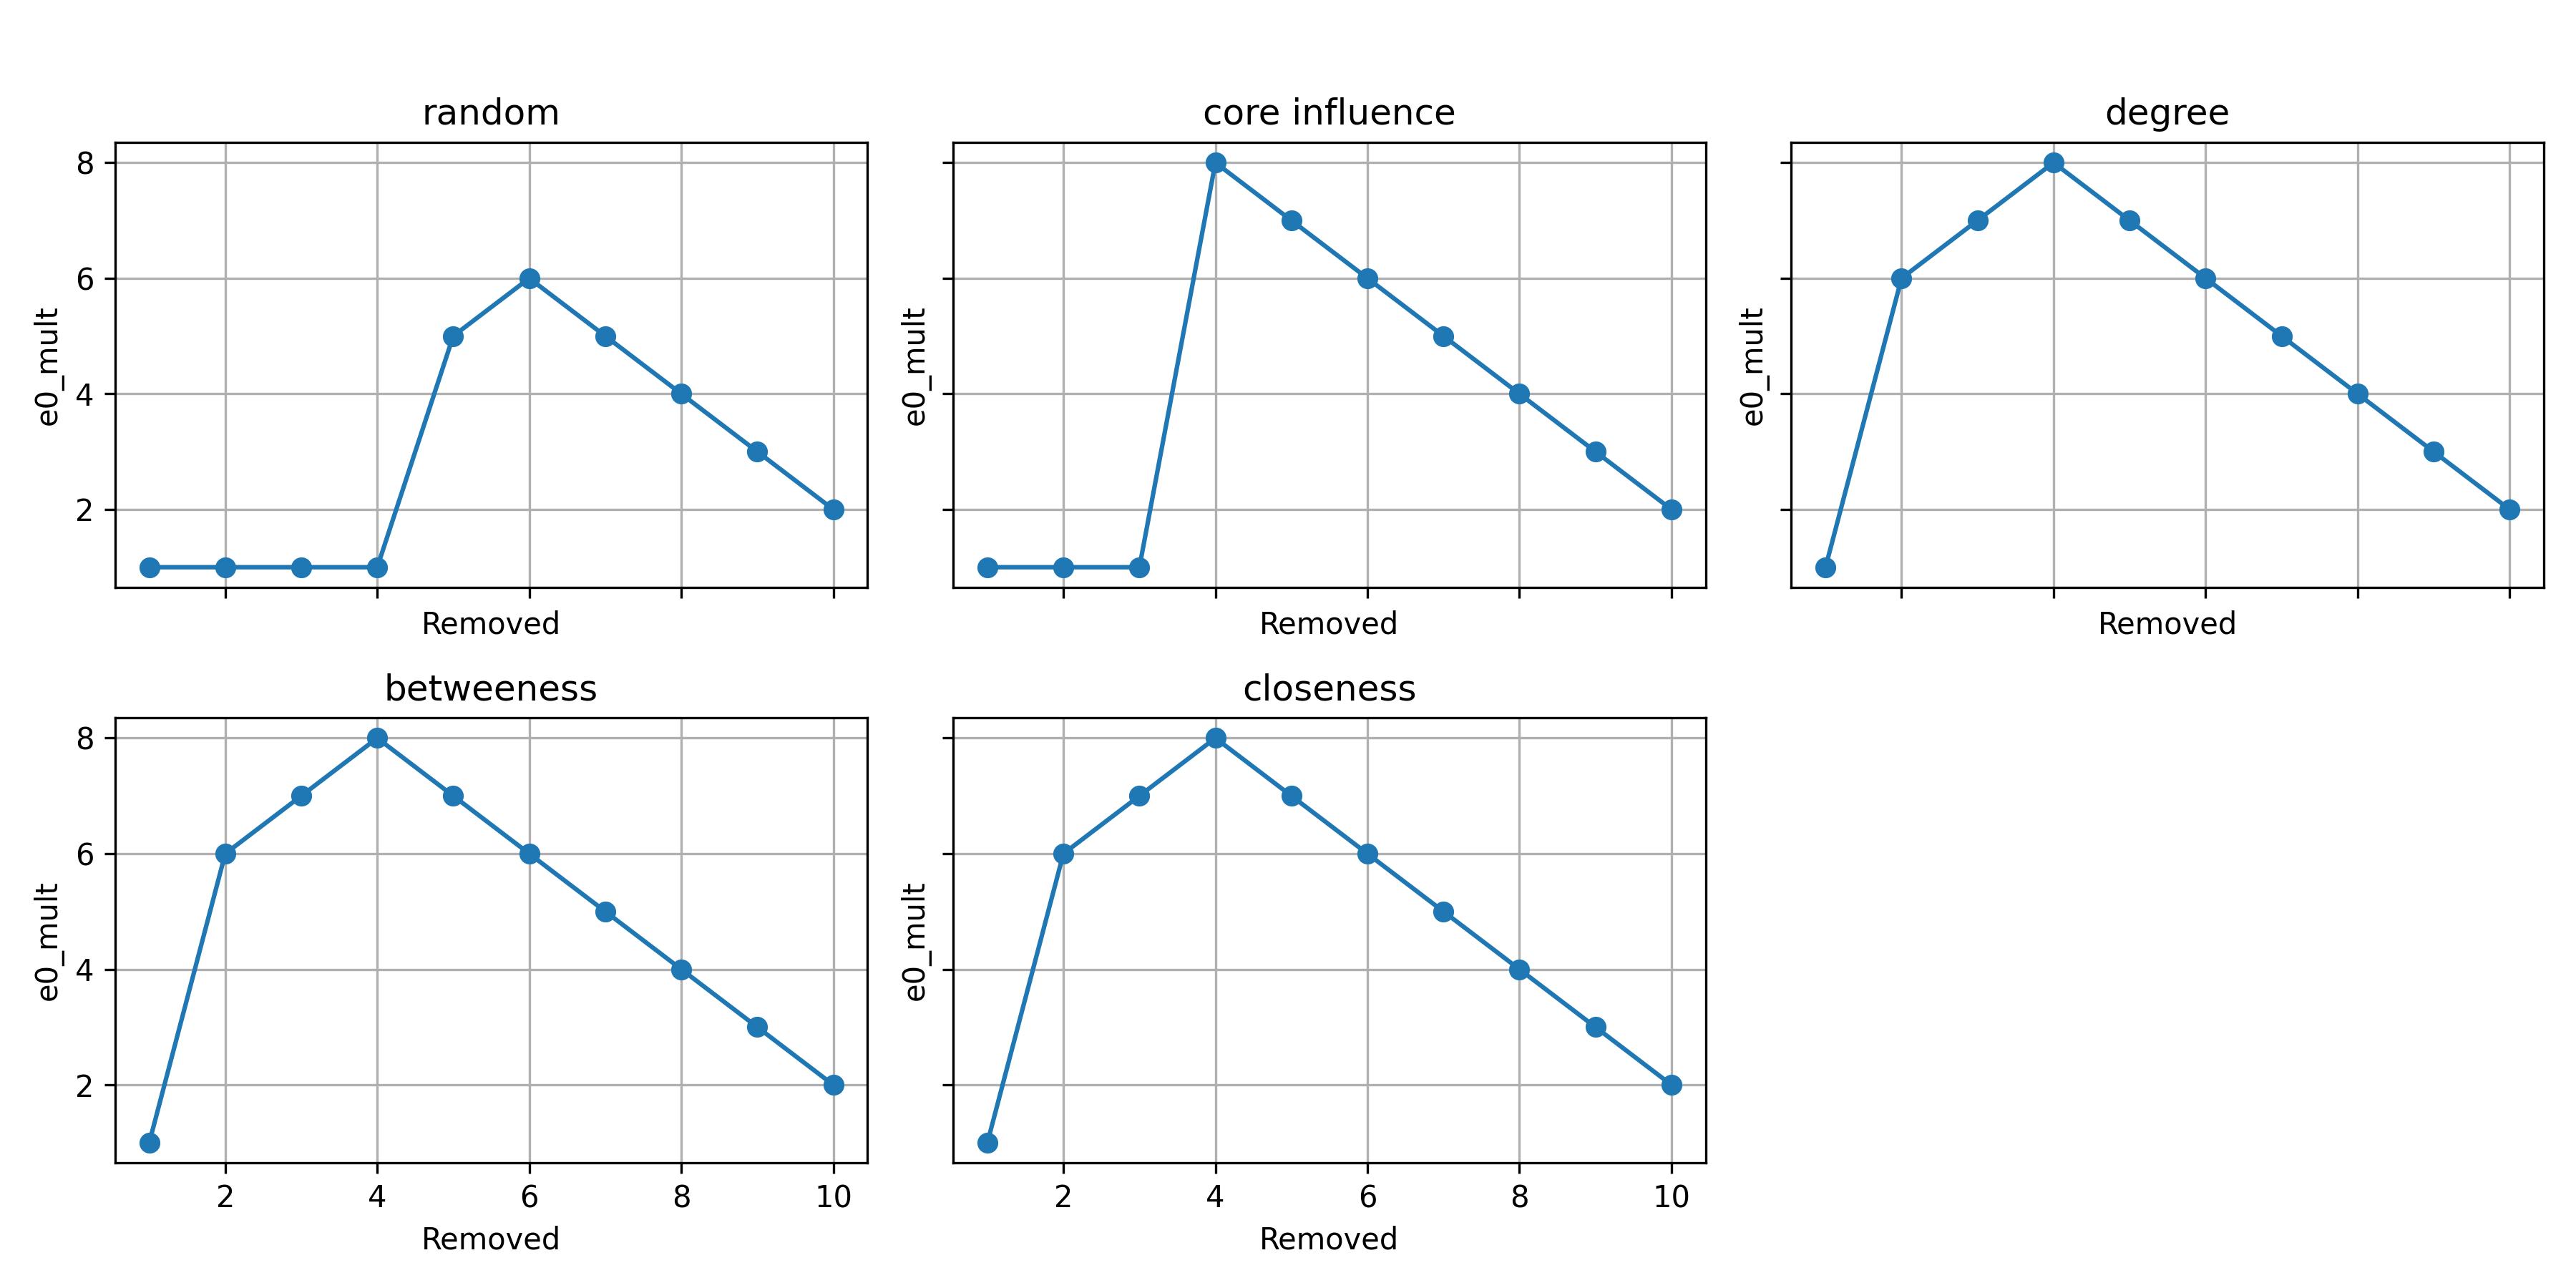 random
core influence
degree
8
6
4
2
e0_mult
e0_mult
e0_mult
Removed
Removed
Removed
betweeness
closeness
8
6
4
2
e0_mult
e0_mult
2 4 6 8 10
2 4 6 8 10
Removed
Removed